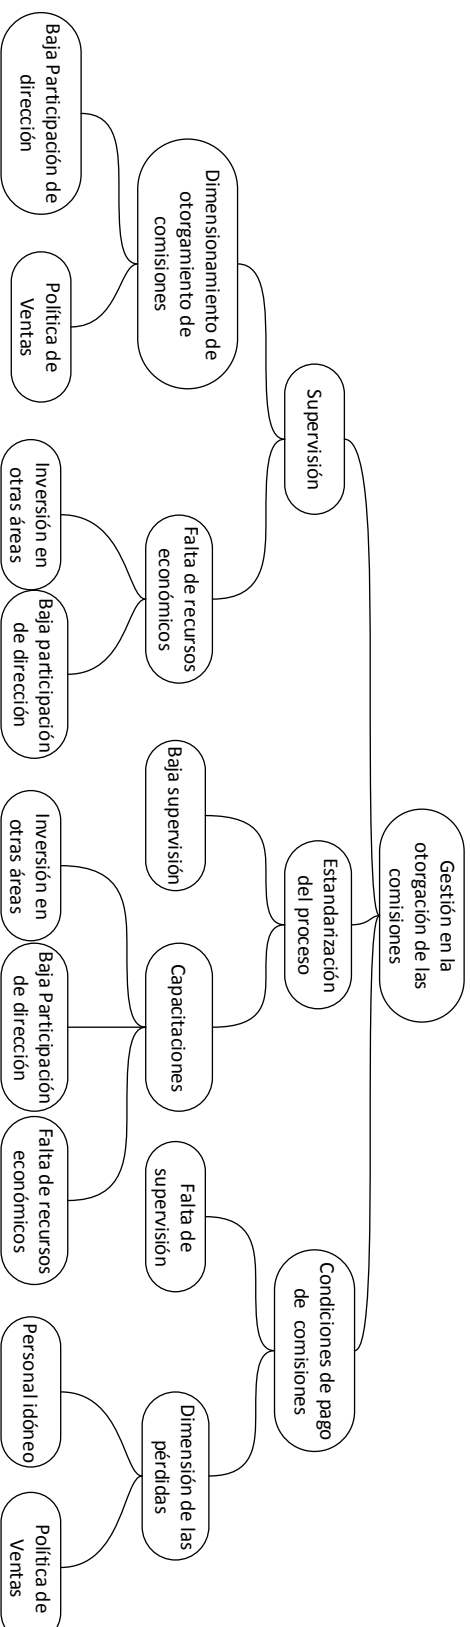 Gestión en la
otorgación de las
comisiones
Supervisión
Estandarización
del proceso
Condiciones de pago
de comisiones
Dimensionamiento de
otorgamiento de
comisiones
Falta de recursos
económicos
Baja supervisión
Capacitaciones
Falta de
supervisión
Dimensión de las
pérdidas
Baja Participación de
dirección
Política de
Ventas
Inversión en
otras áreas
Baja participación
de dirección
Inversión en
otras áreas
Baja Participación
de dirección
Falta de recursos
económicos
Personal idóneo
Política de
Ventas